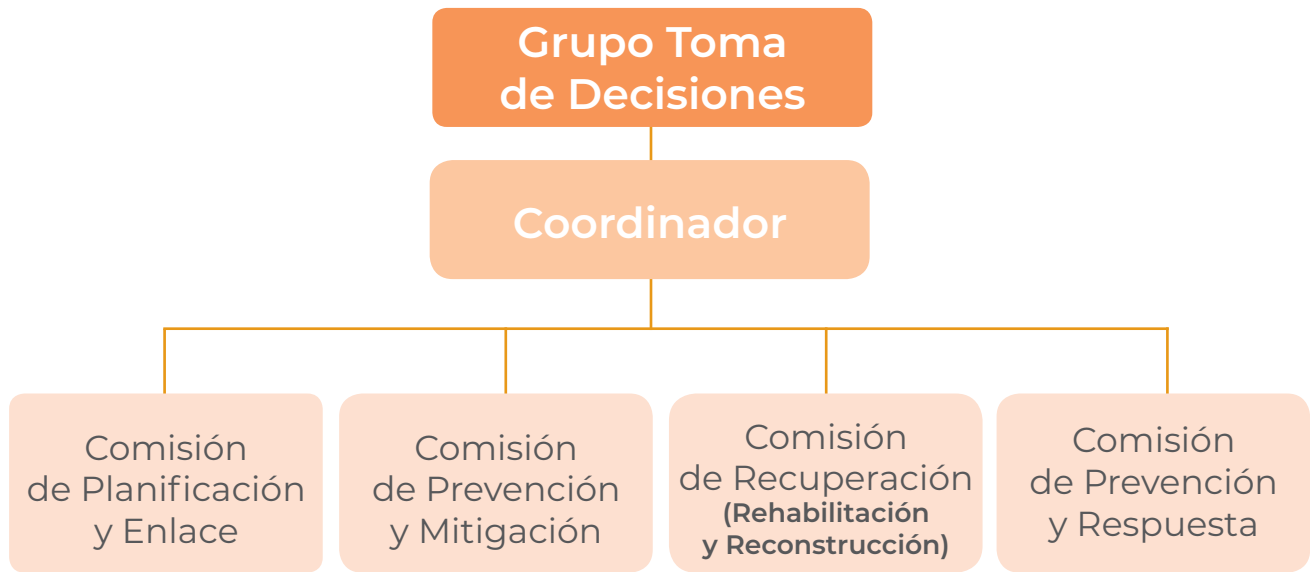 Grupo Toma
de Decisiones
Coordinador
Comisión
de Planificación
y Enlace
Comisión
de Prevención
y Mitigación
Comisión
de Recuperación
(Rehabilitación
y Reconstrucción)
Comisión
de Prevención
y Respuesta